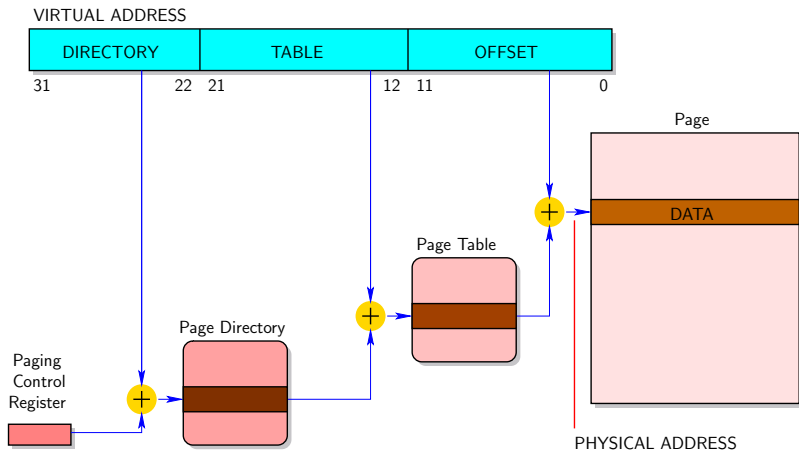 VIRTUAL ADDRESS
DIRECTORY TABLE OFFSET
31 22 21 12 11 0
Page
DATA
Page Table
Page Directory
Paging
Control
Register
PHYSICAL ADDRESS